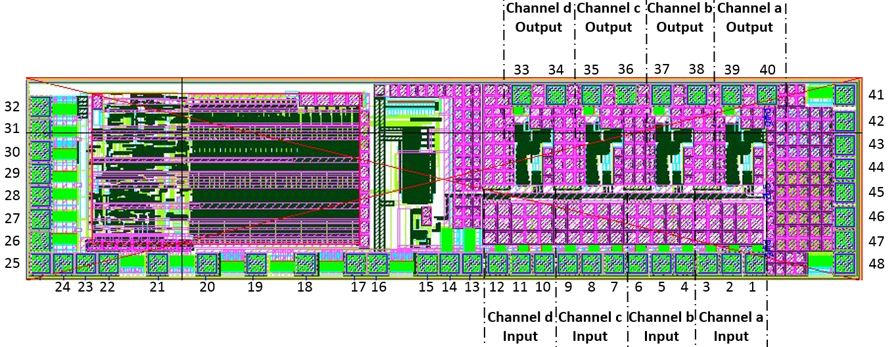 Channel d Channel c Channel b Channel a
Output Output Output Output
33 34 35 36 37 38 39 40
32 41
31 42
30 43
29 44
28 45
27 46
26 47
25 48
24 23 22 21 20 19 18 17 16 15 14 13 12 11 10 9 8 7 6 5 4 3 2 1
Channel d Channel c Channel b Channel a
Input Input Input Input